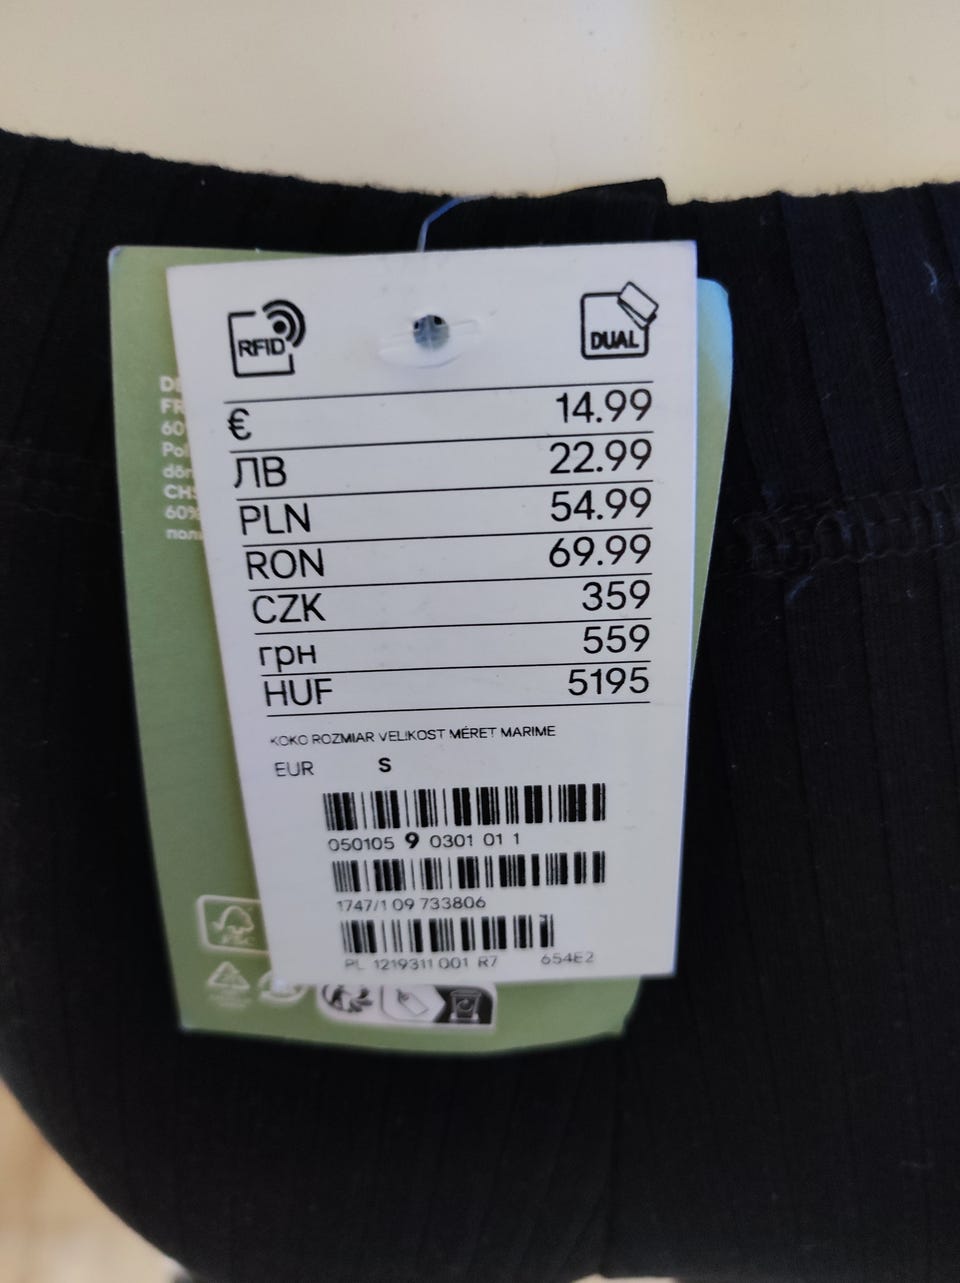 RFID
DUAL
€ 14.99
ЛВ 22.99
PLN 54.99
RON 69.99
CZK 359
грн 559
HUF 5195
KOKO ROZMIAR VELIKOST MÉRET MARIME
EUR S
050105 9 0301 01 1
1747/1 09 733806
PL 1219311 001 R7 654E2
60%
FSC